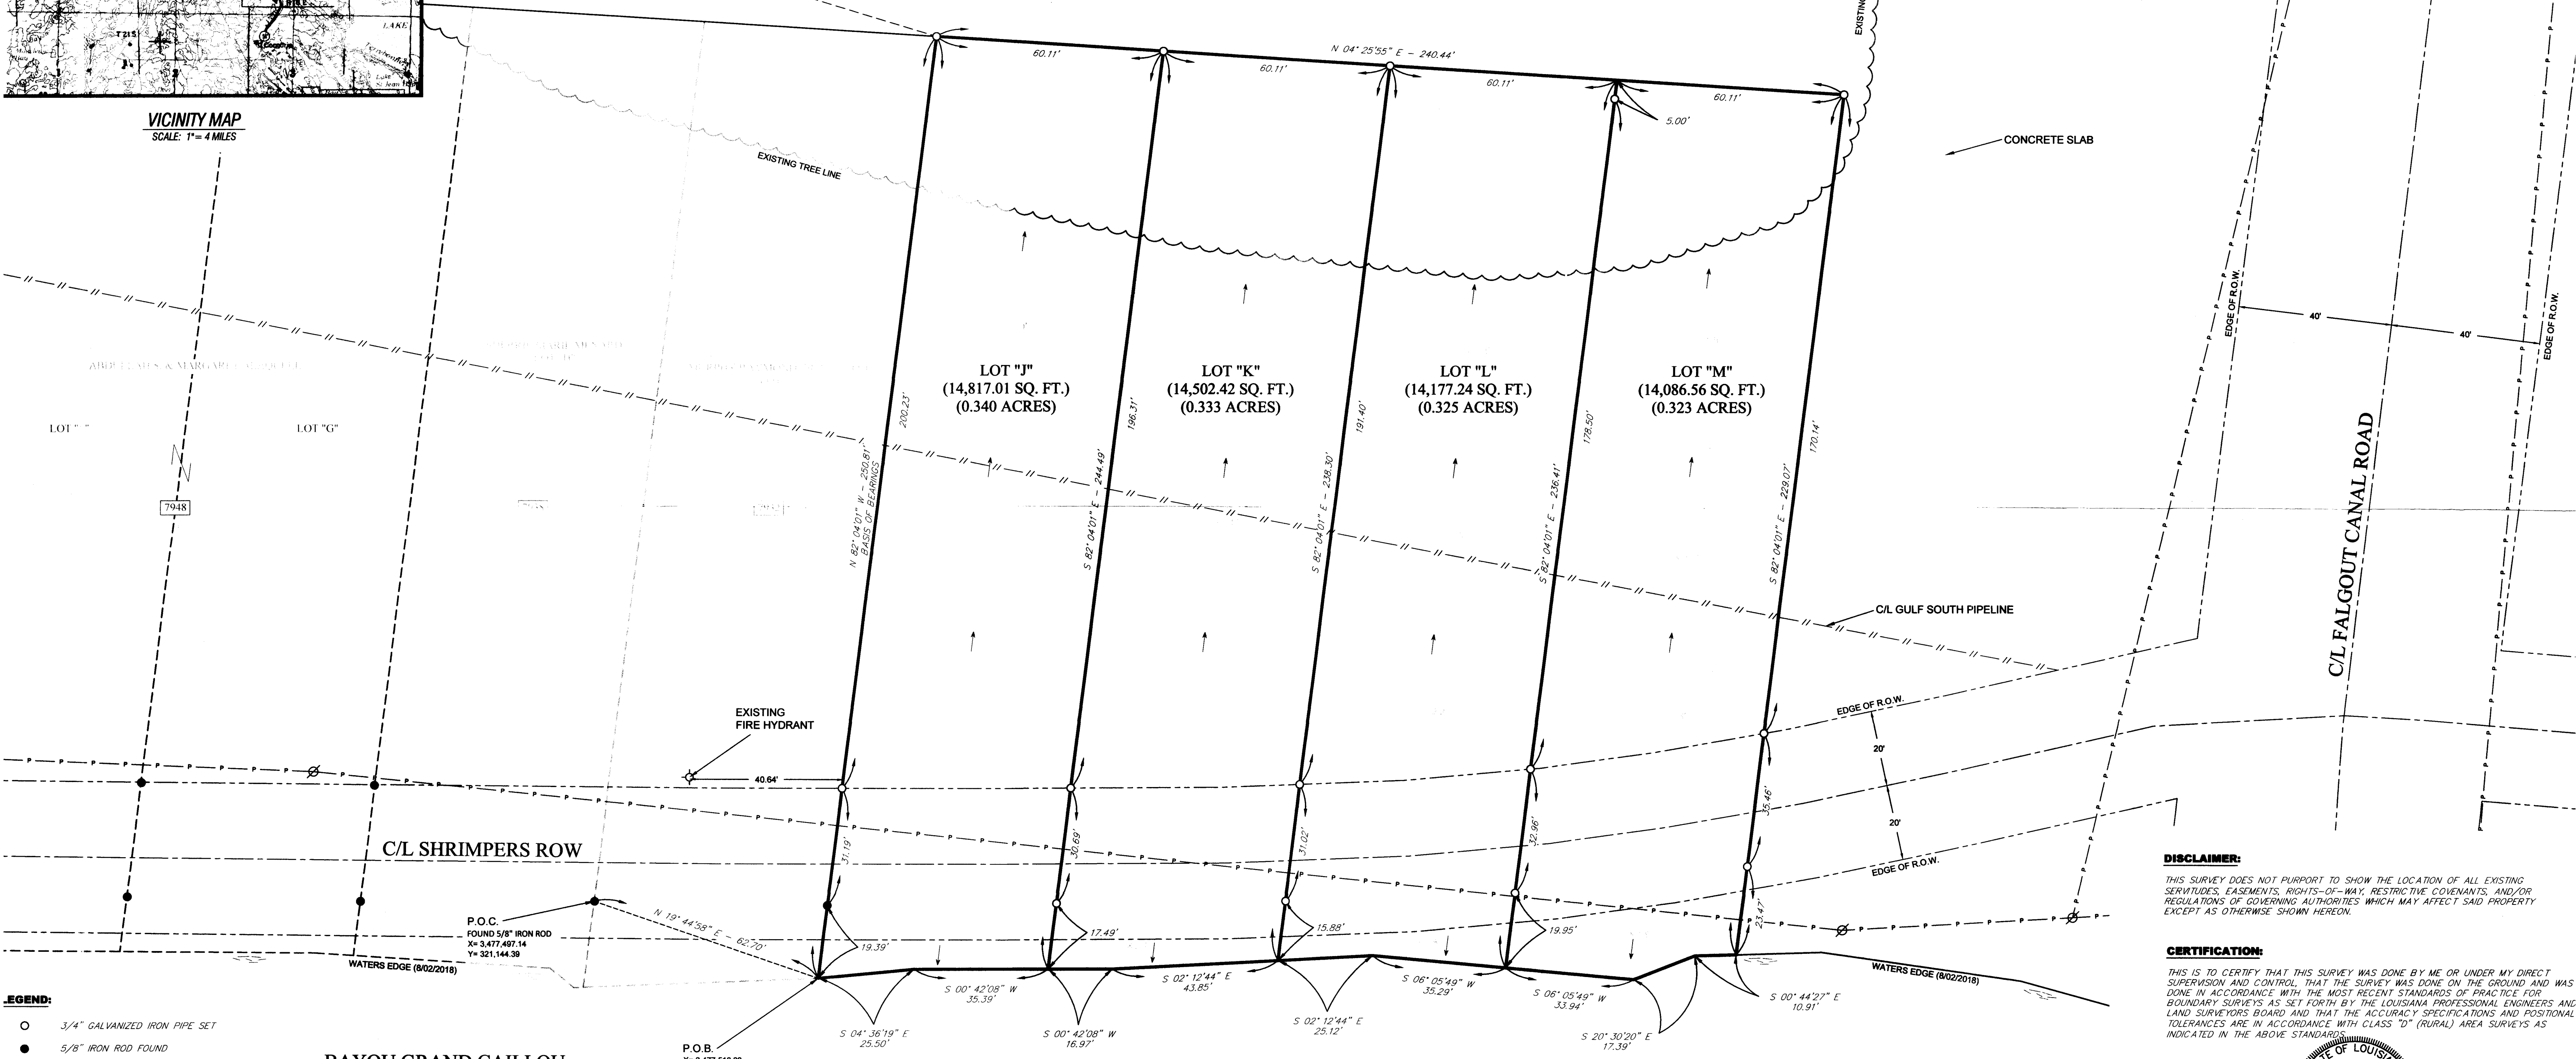 LAKE
T21S
VICINITY MAP
SCALE: 1"= 4 MILES
EXISTING TREE LINE
60.11'
60.11'
N 04° 25'55" E - 240.44'
60.11'
60.11'
5.00'
EXISTING
CONCRETE SLAB
EDGE OF R.O.W.
40'
40'
EDGE OF R.O.W.
LOT "G"
7948
LOT "J"
(14,817.01 SQ. FT.)
(0.340 ACRES)
LOT "K"
(14,502.42 SQ. FT.)
(0.333 ACRES)
LOT "L"
(14,177.24 SQ. FT.)
(0.325 ACRES)
LOT "M"
(14,086.56 SQ. FT.)
(0.323 ACRES)
200.23'
196.31'
191.40'
178.50'
170.14'
N 82° 04'01" W - 250.81'
BASIS OF BEARINGS
S 82° 04'01" E - 244.49'
S 82° 04'01" E - 238.30'
S 82° 04'01" E - 236.41'
S 82° 04'01" E - 229.07'
C/L GULF SOUTH PIPELINE
C/L FALGOUT CANAL ROAD
EXISTING
FIRE HYDRANT
40.64'
EDGE OF R.O.W.
20'
20'
EDGE OF R.O.W.
C/L SHRIMPERS ROW
31.19'
30.69'
31.02'
32.96'
35.46'
23.47'
P.O.C.
FOUND 5/8" IRON ROD
X= 3,477,497.14
Y= 321,144.39
N 19° 44'58" E - 62.70'
19.39'
17.49'
15.88'
19.95'
WATERS EDGE (8/02/2018)
WATERS EDGE (8/02/2018)
S 04° 36'19" E
25.50'
S 00° 42'08" W
35.39'
S 00° 42'08" W
16.97'
S 02° 12'44" E
43.85'
S 02° 12'44" E
25.12'
S 06° 05'49" W
35.29'
S 06° 05'49" W
33.94'
S 20° 30'20" E
17.39'
S 00° 44'27" E
10.91'
P.O.B.
LEGEND:
3/4" GALVANIZED IRON PIPE SET
5/8" IRON ROD FOUND
BAYOU GRAND CAILLOU
DISCLAIMER:
THIS SURVEY DOES NOT PURPORT TO SHOW THE LOCATION OF ALL EXISTING
SERVITUDES, EASEMENTS, RIGHTS-OF-WAY, RESTRICTIVE COVENANTS, AND/OR
REGULATIONS OF GOVERNING AUTHORITIES WHICH MAY AFFECT SAID PROPERTY
EXCEPT AS OTHERWISE SHOWN HEREON.
CERTIFICATION:
THIS IS TO CERTIFY THAT THIS SURVEY WAS DONE BY ME OR UNDER MY DIRECT
SUPERVISION AND CONTROL, THAT THE SURVEY WAS DONE ON THE GROUND AND WAS
DONE IN ACCORDANCE WITH THE MOST RECENT STANDARDS OF PRACTICE FOR
BOUNDARY SURVEYS AS SET FORTH BY THE LOUISIANA PROFESSIONAL ENGINEERS AND
LAND SURVEYORS BOARD AND THAT THE ACCURACY SPECIFICATIONS AND POSITIONAL
TOLERANCES ARE IN ACCORDANCE WITH CLASS "D" (RURAL) AREA SURVEYS AS
INDICATED IN THE ABOVE STANDARDS.